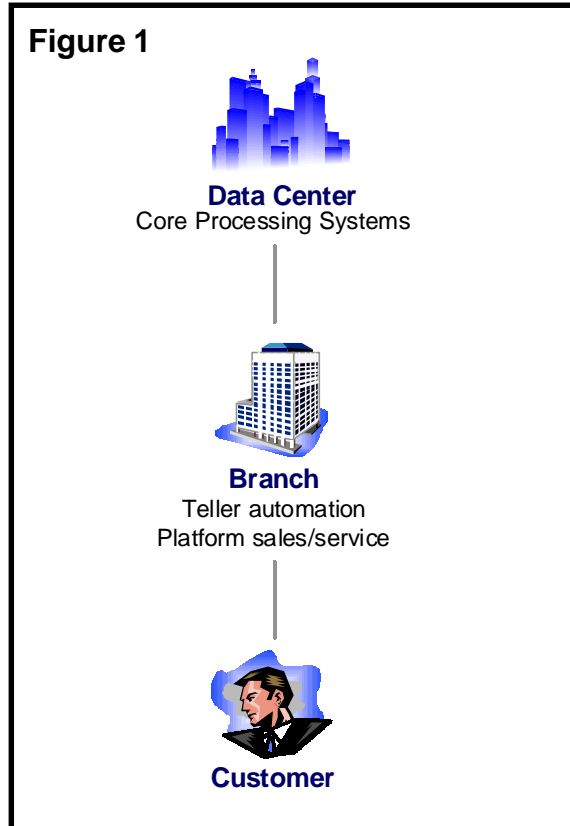 Figure 1
Data Center
Core Processing Systems
Branch
Teller automation
Platform sales/service
Customer